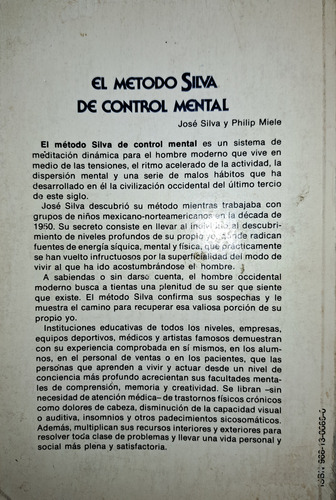 EL METODO SILVA
DE CONTROL MENTAL
José Silva y Philip Miele
El método Silva de control mental es un sistema de
meditación dinámica para el hombre moderno que vive en
medio de las tensiones, el ritmo acelerado de la actividad, la
dispersión mental y una serie de malos hábitos que ha
desarrollado en él la civilización occidental del último tercio
de este siglo.
José Silva descubrió su método mientras trabajaba con
grupos de niños mexicano-norteamericanos en la década de
1950. Su secreto consiste en llevar al individuo al descubri-
miento de niveles profundos de su propio yo, donde radican
fuentes de energía síquica, mental y física, que prácticamente
se han vuelto infructuosos por la superficialidad del modo de
vivir al que ha ido acostumbrándose el hombre.
A sabiendas o sin darso cuenta, el hombre occidental
moderno busca a tientas una plenitud de su ser que siente
que existe. El método Silva confirma sus sospechas y le
muestra el camino para recuperar esa valiosa porción de su
propio yo.
Instituciones educativas de todos los niveles, empresas,
equipos deportivos, médicos y artistas famosos demuestran
con su experiencia comprobada en sí mismos, en los alum-
nos, en el personal de ventas o en los pacientes, que las
personas que aprenden a vivir y actuar desde un nivel de
conciencia más profundo acrecientan sus facultades menta-
les de comprensión, memoria y creatividad. Se libran –sin
necesidad de atención médica– de trastornos físicos crónicos
como dolores de cabeza, disminución de la capacidad visual
o auditiva, insomnios y otros padecimientos sicosomáticos.
Además, multiplican sus recursos interiores y exteriores para
resolver toda clase de problemas y llevar una vida personal y
social más plena y satisfactoria.